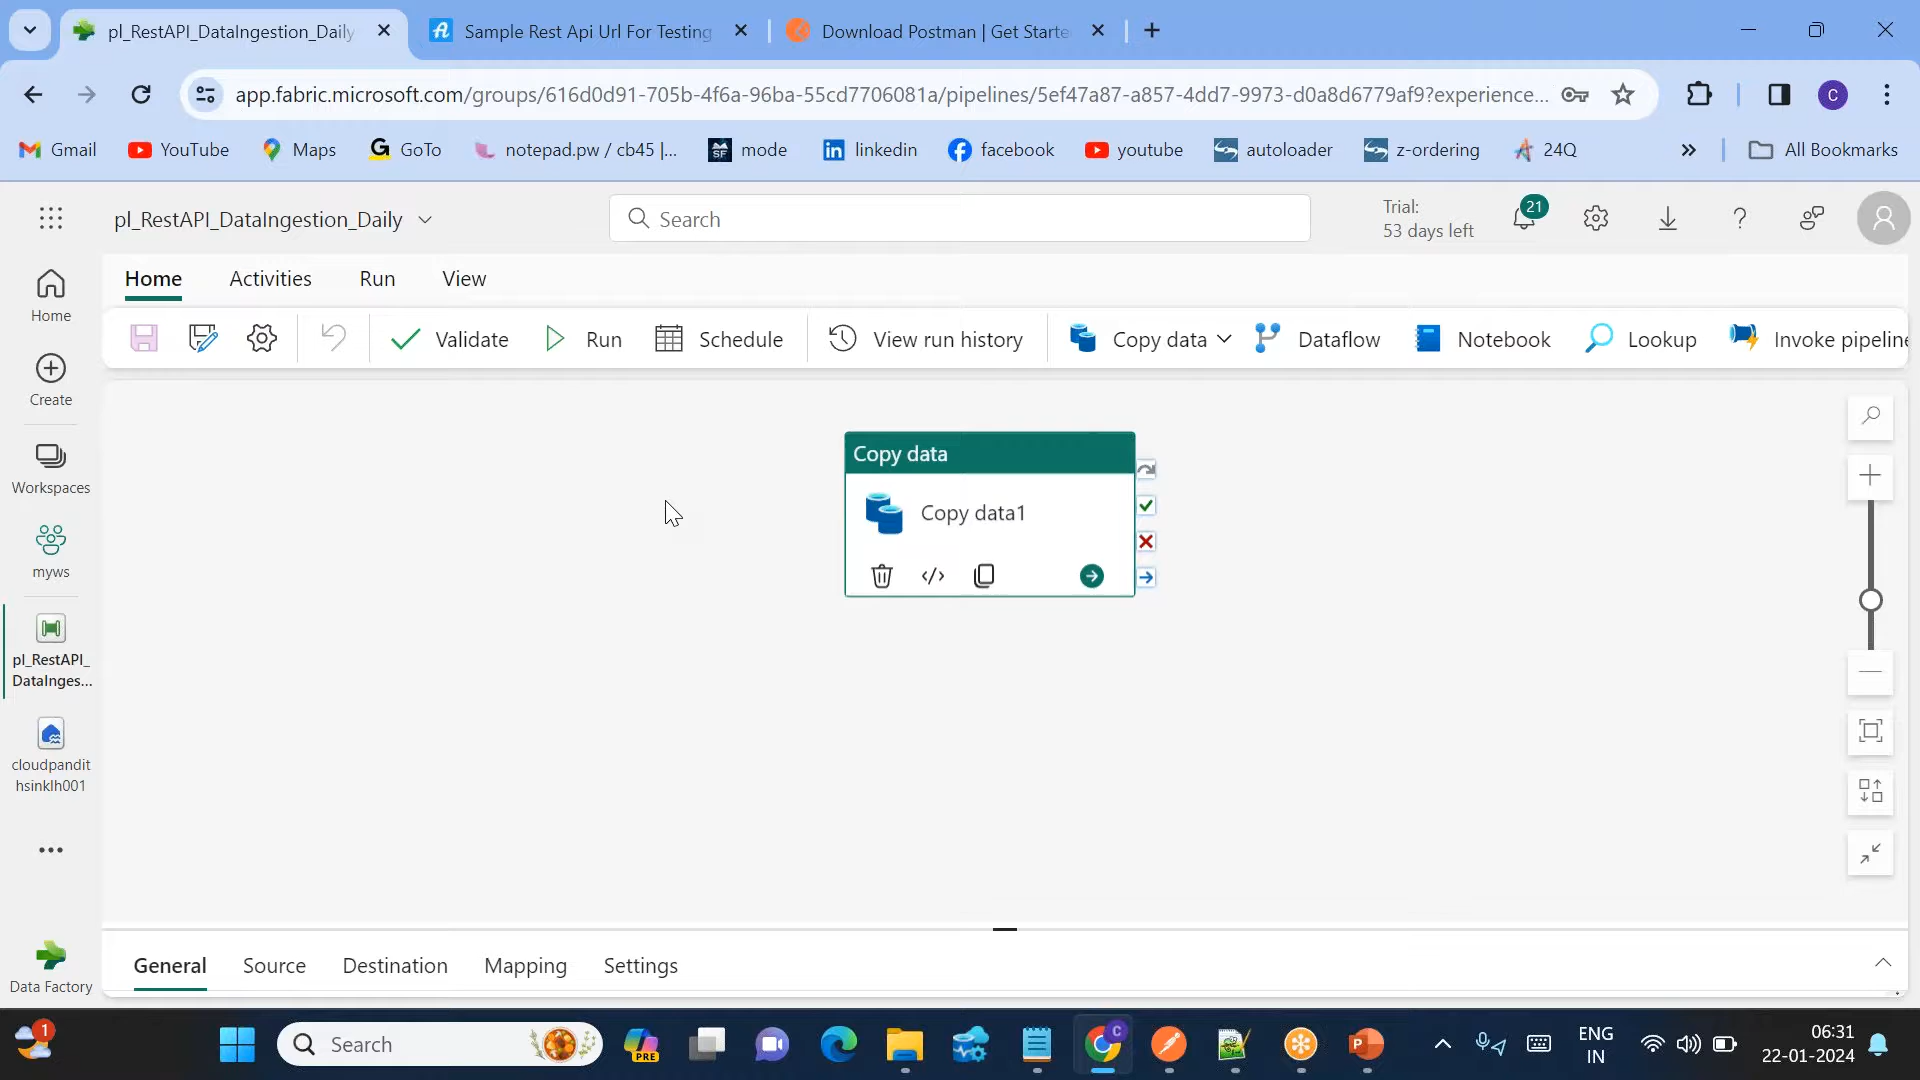 pl_RestAPI_DataIngestion_Daily
Sample Rest Api Url For Testing
Download Postman | Get Starte
app.fabric.microsoft.com/groups/616d0d91-705b-4f6a-96ba-55cd7706081a/pipelines/5ef47a87-a857-4dd7-9973-d0a8d6779af9?experience...
C
Gmail
YouTube
Maps
GoTo
notepad.pw / cb45 |...
mode
linkedin
facebook
youtube
autoloader
z-ordering
24Q
All Bookmarks
pl_RestAPI_DataIngestion_Daily
Search
Trial:
53 days left
21
Home
Activities
Run
View
Validate
Run
Schedule
View run history
Copy data
Dataflow
Notebook
Lookup
Invoke pipeline
Home
Create
Workspaces
myws
pl_RestAPI_
DataInges...
cloudpandit
hsinklh001
Data Factory
Copy data
Copy data1
General
Source
Destination
Mapping
Settings
1
Search
PRE
C
P
ENG
IN
06:31
22-01-2024